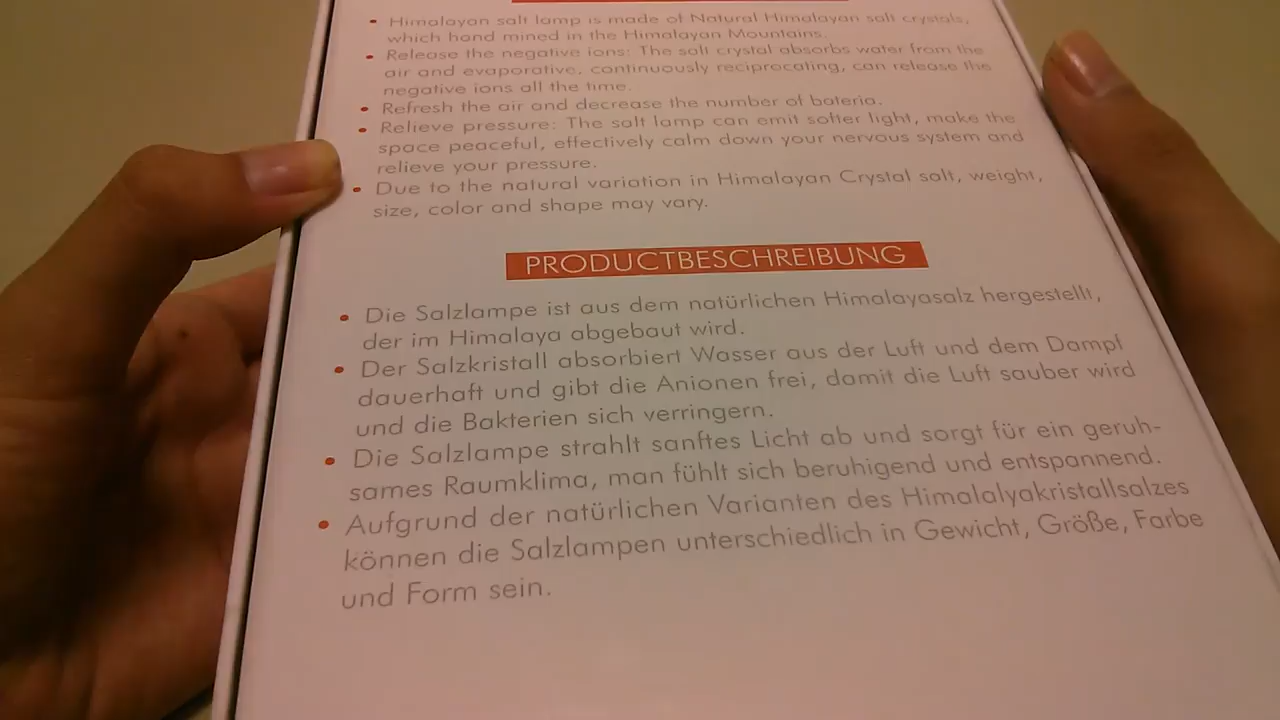 • Himalayan salt lamp is made of Natural Himalayan salt crystals,
which hand mined in the Himalayan Mountains.
• Release the negative ions: The salt crystal absorbs water from the
air and evaporative, continuously reciprocating, can release the
negative ions all the time.
• Refresh the air and decrease the number of bateria.
• Relieve pressure: The salt lamp can emit softer light, make the
space peaceful, effectively calm down your nervous system and
relieve your pressure.
• Due to the natural variation in Himalayan Crystal salt, weight,
size, color and shape may vary.
PRODUCTBESCHREIBUNG
• Die Salzlampe ist aus dem natürlichen Himalayasalz hergestellt,
der im Himalaya abgebaut wird.
• Der Salzkristall absorbiert Wasser aus der Luft und dem Dampf
dauerhaft und gibt die Anionen frei, damit die Luft sauber wird
und die Bakterien sich verringern.
• Die Salzlampe strahlt sanftes Licht ab und sorgt für ein geruh-
sames Raumklima, man fühlt sich beruhigend und entspannend.
• Aufgrund der natürlichen Varianten des Himalalyakristallsalzes
können die Salzlampen unterschiedlich in Gewicht, Größe, Farbe
und Form sein.